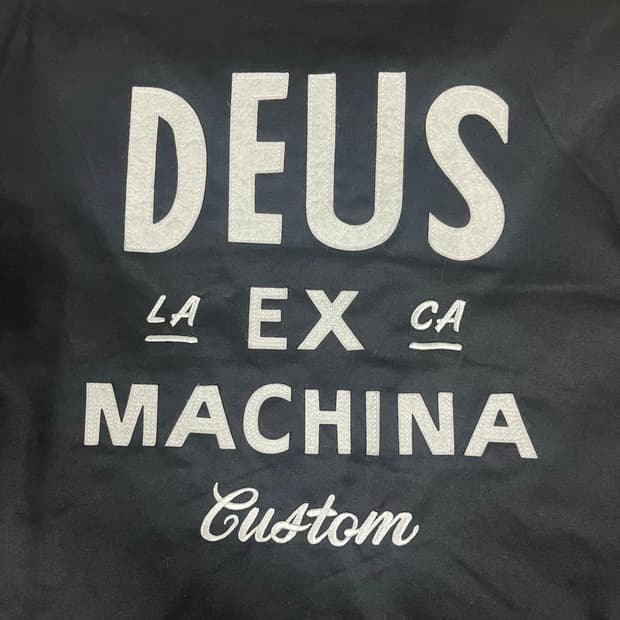 DEUS
LA EX CA
MACHINA
Custom